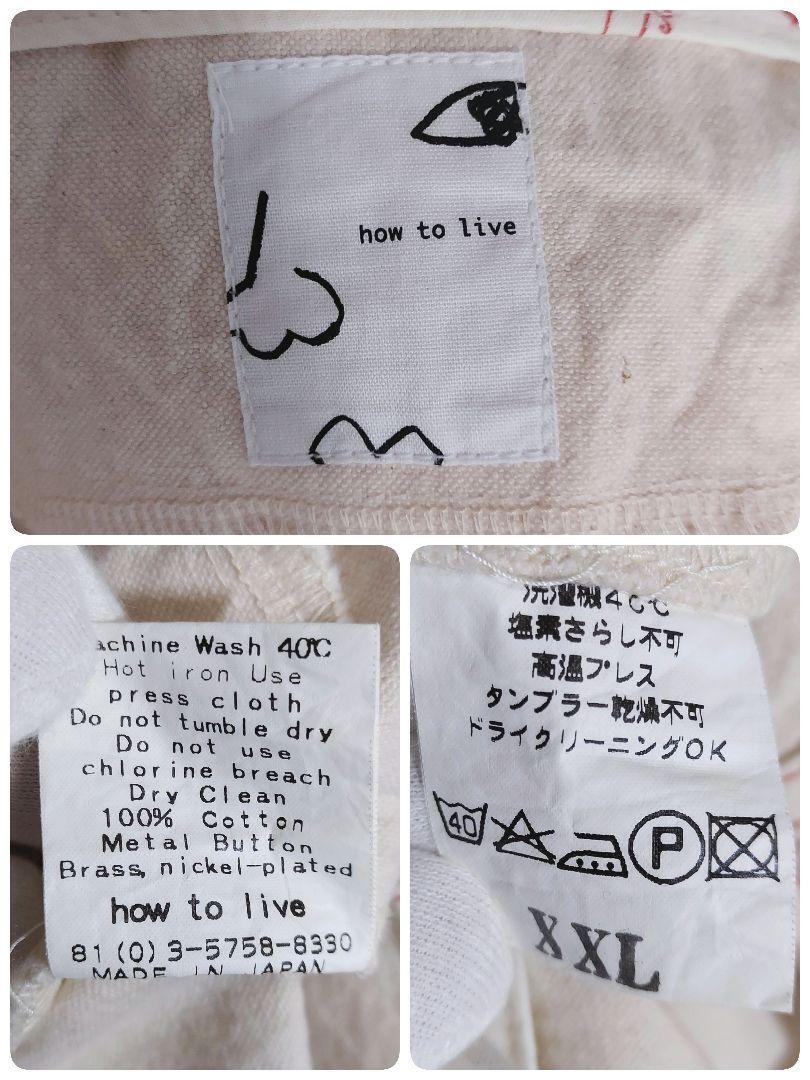 how to live
achine Wash 40℃
Hot iron Use
press cloth
Do not tumble dry
Do not use
chlorine breach
Dry Clean
100% Cotton
Metal Button
Brass, nickel-plated
how to live
81(0)3-5758-8330
MADE IN JAPAN
洗濯機40℃
塩素さらし不可
高温プレス
タンブラー乾燥不可
ドライクリーニングOK
40
P
XXL